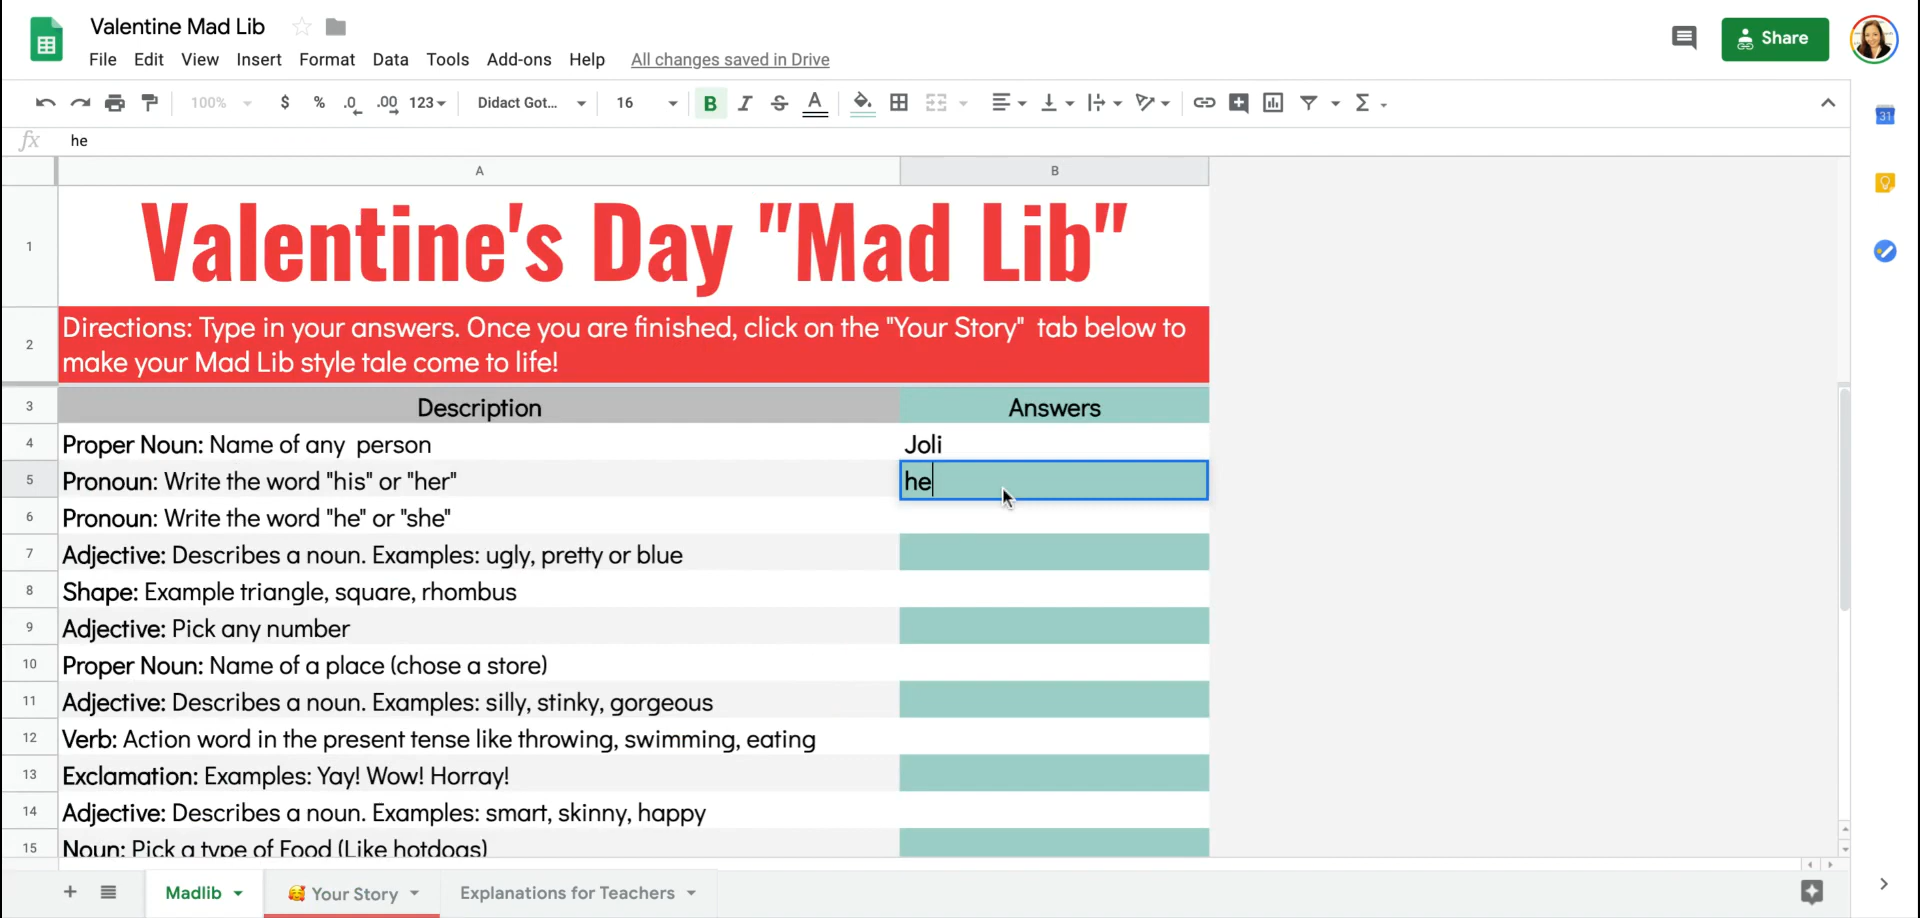 Valentine Mad Lib
File Edit View Insert Format Data Tools Add-ons Help All changes saved in Drive
Share
100% $ % .0 .00 123 Didact Got... 16 B I S A Σ
31
fx he
A B
1 Valentine's Day "Mad Lib"
2 Directions: Type in your answers. Once you are finished, click on the "Your Story" tab below to
make your Mad Lib style tale come to life!
3 Description Answers
4 Proper Noun: Name of any person Joli
5 Pronoun: Write the word "his" or "her" he
6 Pronoun: Write the word "he" or "she"
7 Adjective: Describes a noun. Examples: ugly, pretty or blue
8 Shape: Example triangle, square, rhombus
9 Adjective: Pick any number
10 Proper Noun: Name of a place (chose a store)
11 Adjective: Describes a noun. Examples: silly, stinky, gorgeous
12 Verb: Action word in the present tense like throwing, swimming, eating
13 Exclamation: Examples: Yay! Wow! Horray!
14 Adjective: Describes a noun. Examples: smart, skinny, happy
15 Noun: Pick a type of Food (Like hotdogs)
Madlib 🥰 Your Story Explanations for Teachers